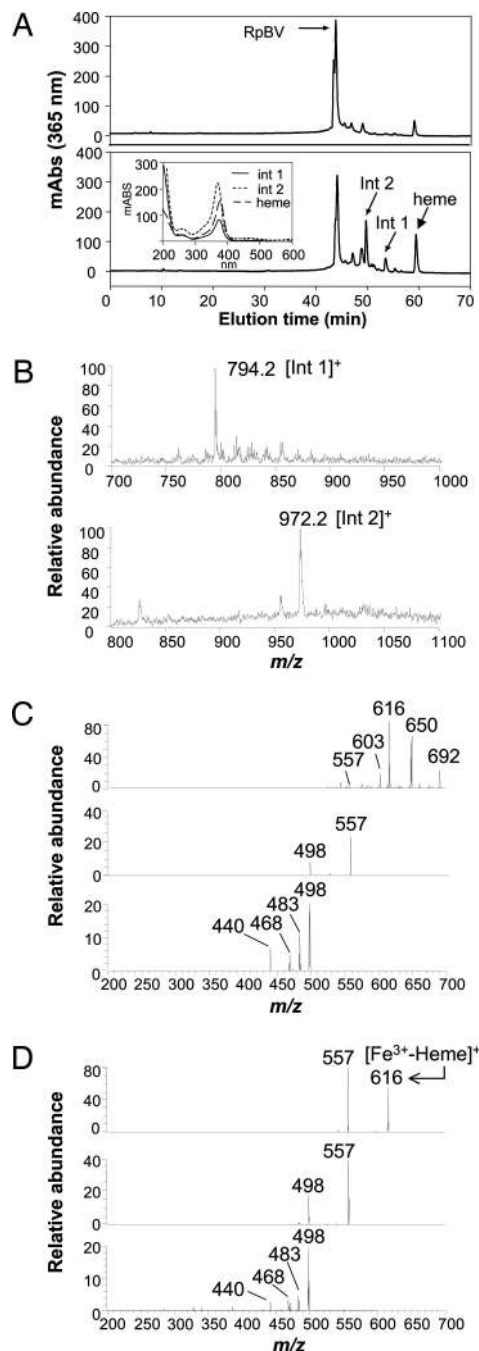 A
RpBV
400
300
200
100
0
mAbs (365 nm)
400
300
200
100
0
300
200
100
mABS
int 1
int 2
heme
200 300 400 500 600
nm
Int 2
Int 1
heme
0 10 20 30 40 50 60 70
Elution time (min)
B
794.2 [Int 1]+
100
80
60
40
20
0
700 750 800 850 900 950 1000
Relative abundance
972.2 [Int 2]+
100
80
60
40
20
0
800 850 900 950 1000 1050 1100
m/z
C
80
40
0
616
650
603
692
557
Relative abundance
40
20
0
498
557
20
10
0
498
483
468
440
200 250 300 350 400 450 500 550 600 650 700
m/z
D
[Fe3+-Heme]+
557
616
80
40
0
Relative abundance
40
20
0
557
498
20
10
0
498
483
468
440
200 250 300 350 400 450 500 550 600 650 700
m/z